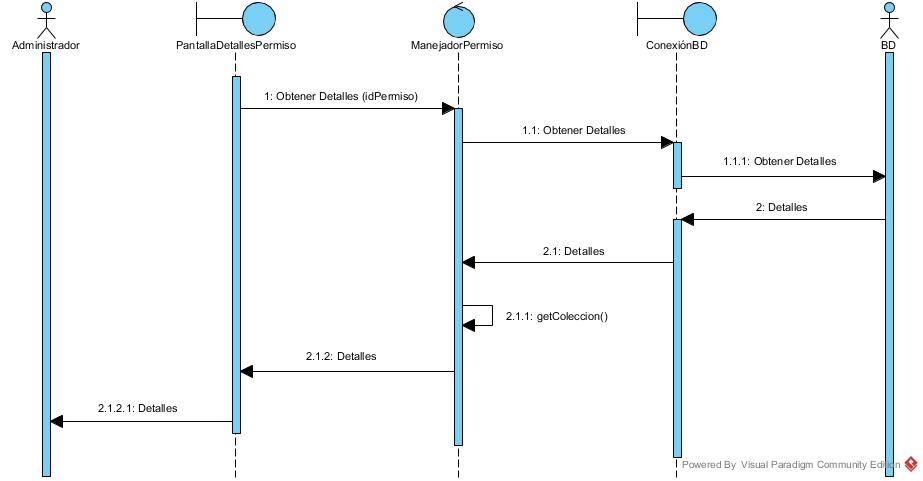 Administrador
PantallaDetallesPermiso
ManejadorPermiso
ConexiónBD
BD
1: Obtener Detalles (idPermiso)
1.1: Obtener Detalles
1.1.1: Obtener Detalles
2: Detalles
2.1: Detalles
2.1.1: getColeccion()
2.1.2: Detalles
2.1.2.1: Detalles
Powered By Visual Paradigm Community Edition